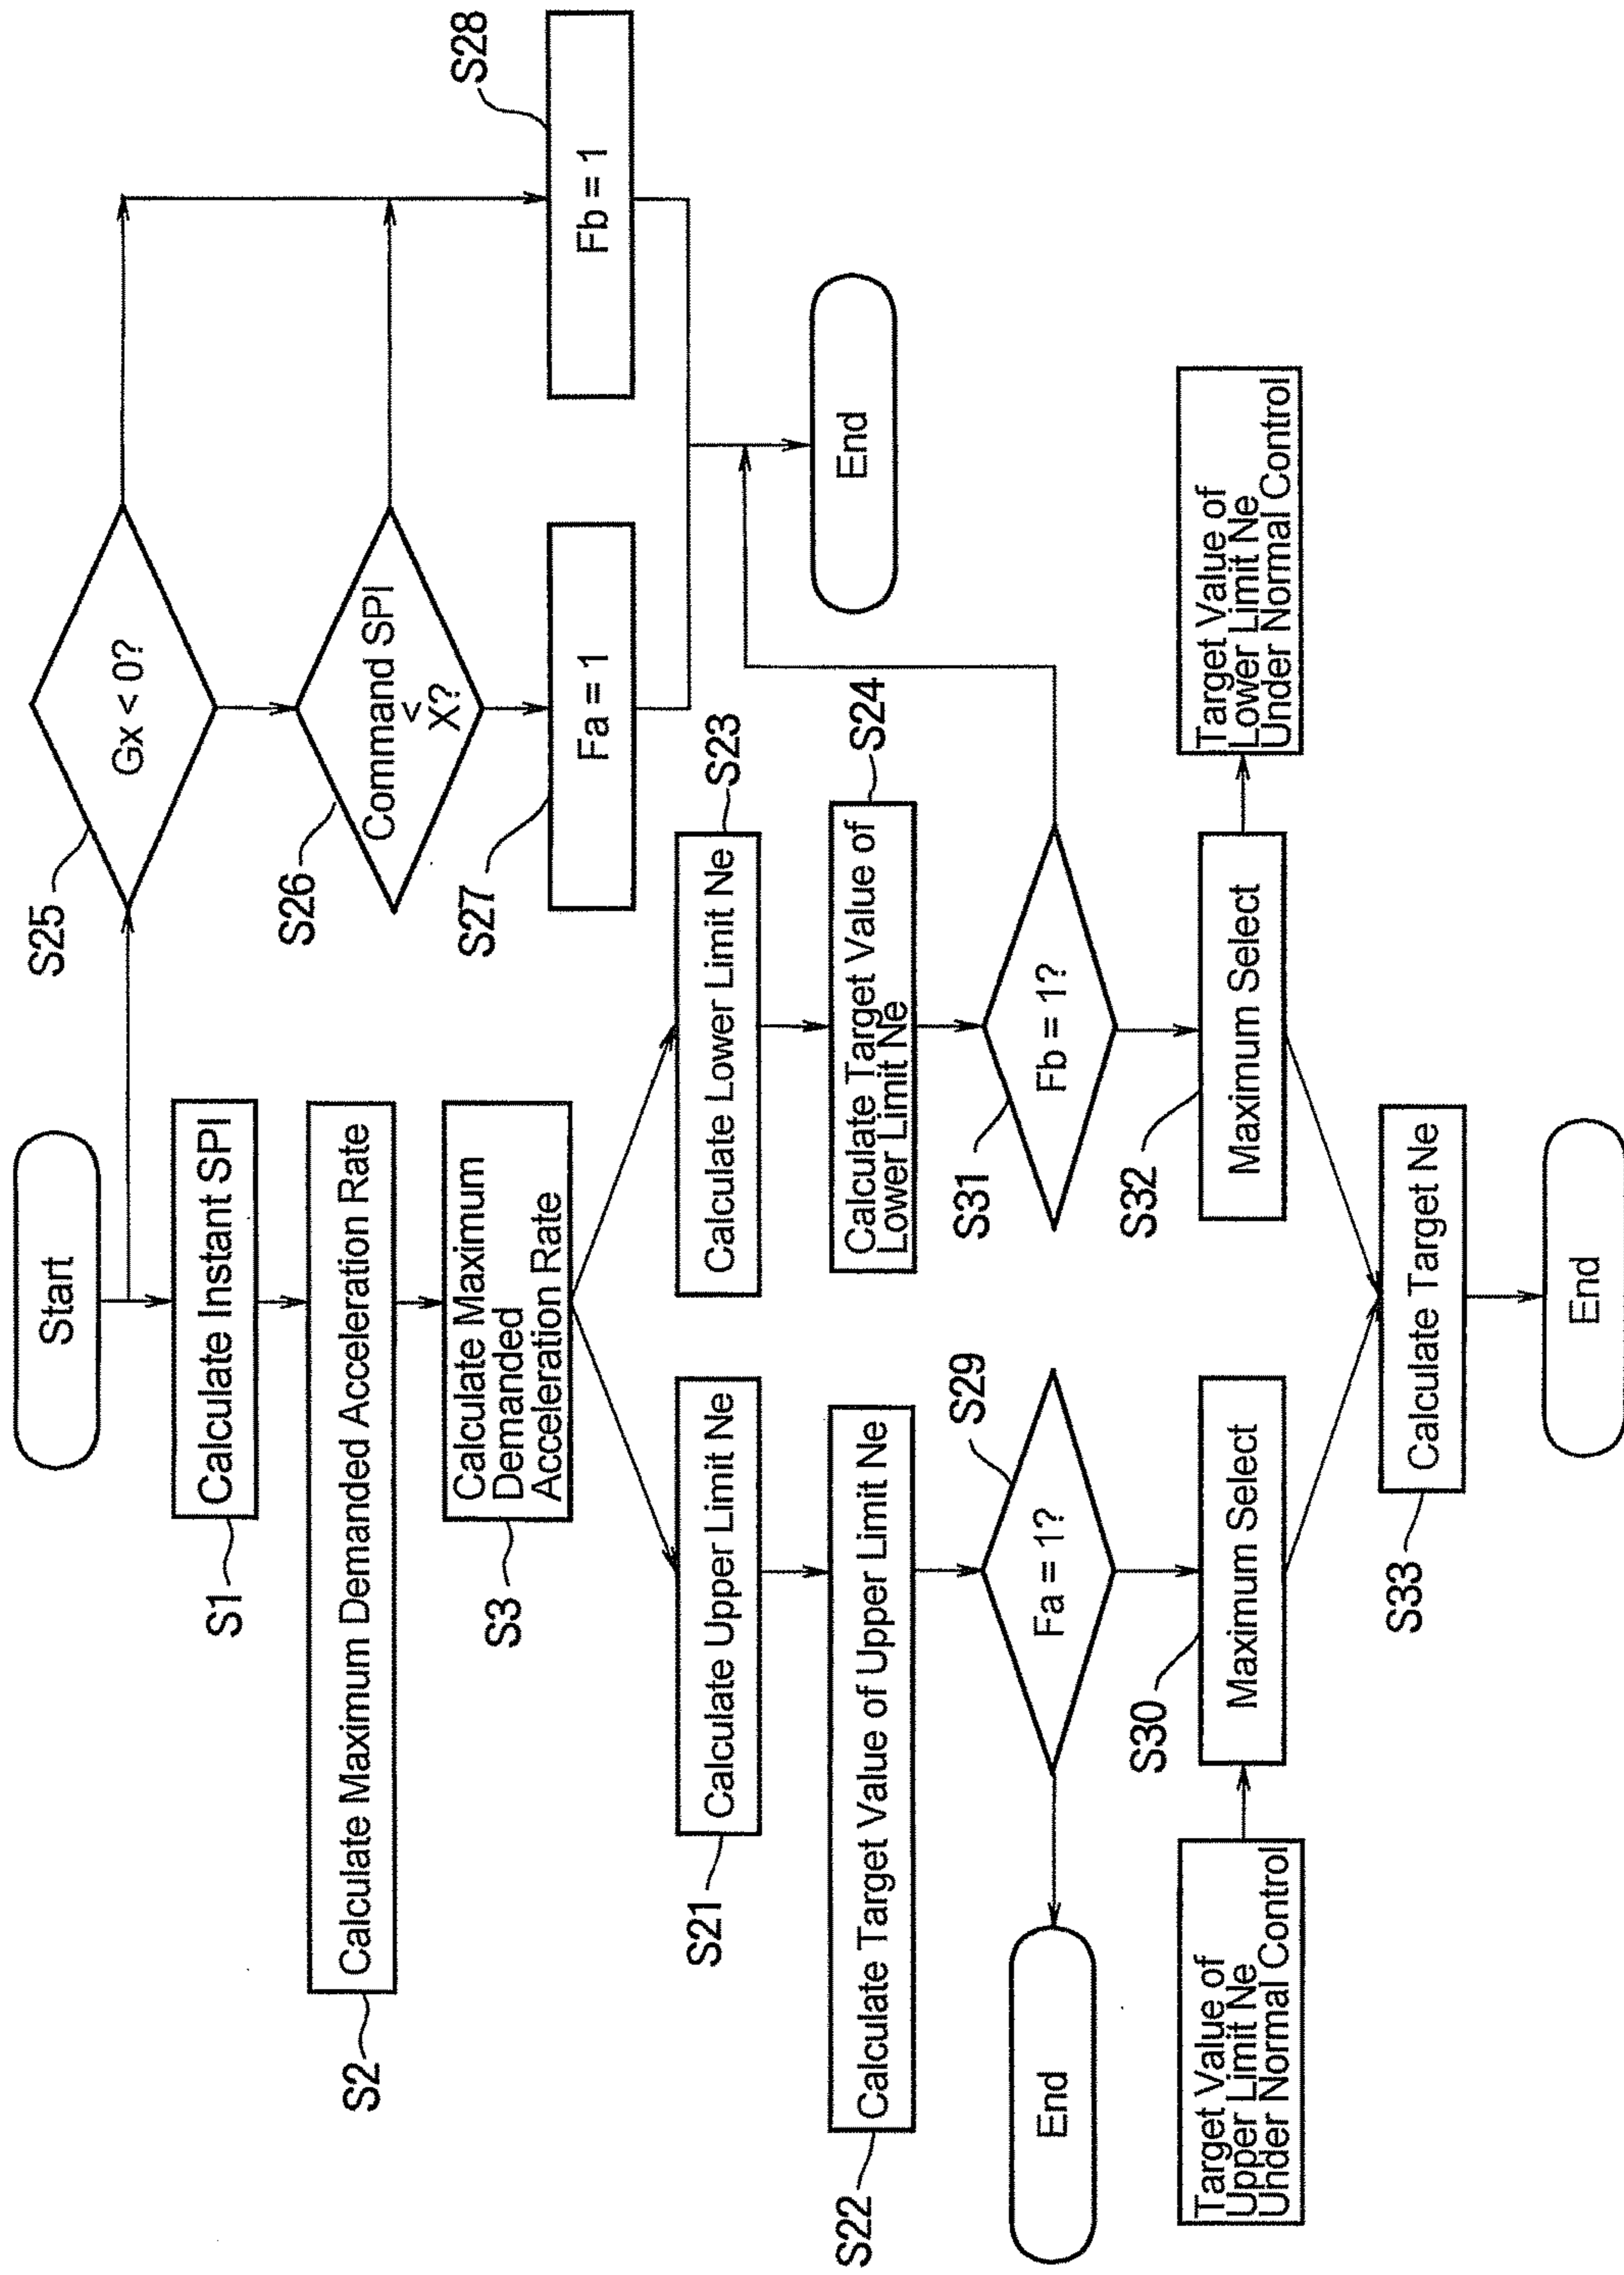 Start
S1
Calculate Instant SPI
S2
Calculate Maximum Demanded Acceleration Rate
S3
Calculate Maximum
Demanded
Acceleration Rate
S21
Calculate Upper Limit Ne
S22
Calculate Target Value of Upper Limit Ne
S29
Fa = 1?
End
S30
Maximum Select
Target Value of
Upper Limit Ne
Under Normal Control
S23
Calculate Lower Limit Ne
S24
Calculate Target Value of
Lower Limit Ne
S31
Fb = 1?
S32
Maximum Select
Target Value of
Lower Limit Ne
Under Normal Control
S33
Calculate Target Ne
End
S25
Gx < 0?
S26
Command SPI
<
X?
S27
Fa = 1
S28
Fb = 1
End